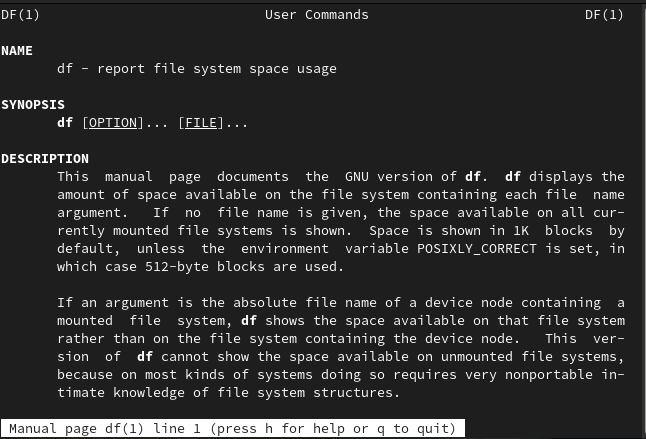 DF(1) User Commands DF(1)
NAME
df - report file system space usage
SYNOPSIS
df [OPTION]... [FILE]...
DESCRIPTION
This manual page documents the GNU version of df. df displays the
amount of space available on the file system containing each file name
argument. If no file name is given, the space available on all cur-
rently mounted file systems is shown. Space is shown in 1K blocks by
default, unless the environment variable POSIXLY_CORRECT is set, in
which case 512-byte blocks are used.
If an argument is the absolute file name of a device node containing a
mounted file system, df shows the space available on that file system
rather than on the file system containing the device node. This ver-
sion of df cannot show the space available on unmounted file systems,
because on most kinds of systems doing so requires very nonportable in-
timate knowledge of file system structures.
Manual page df(1) line 1 (press h for help or q to quit)